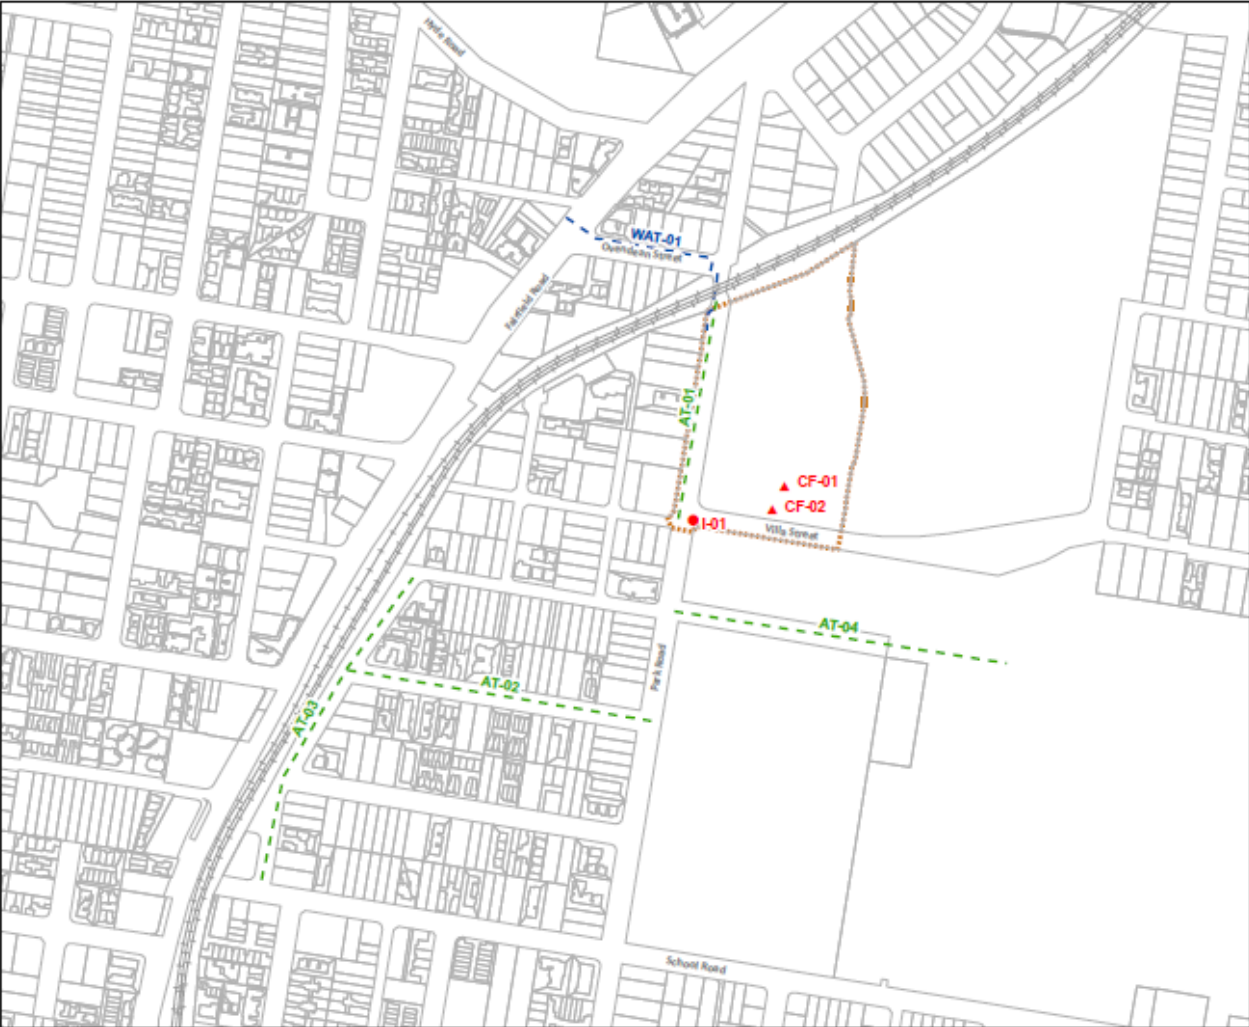 Hyde Road
WAT-01
Ovendean Street
Fairfield Road
AT-01
CF-01
CF-02
I-01
Villa Street
AT-04
Park Road
AT-02
AT-03
School Road